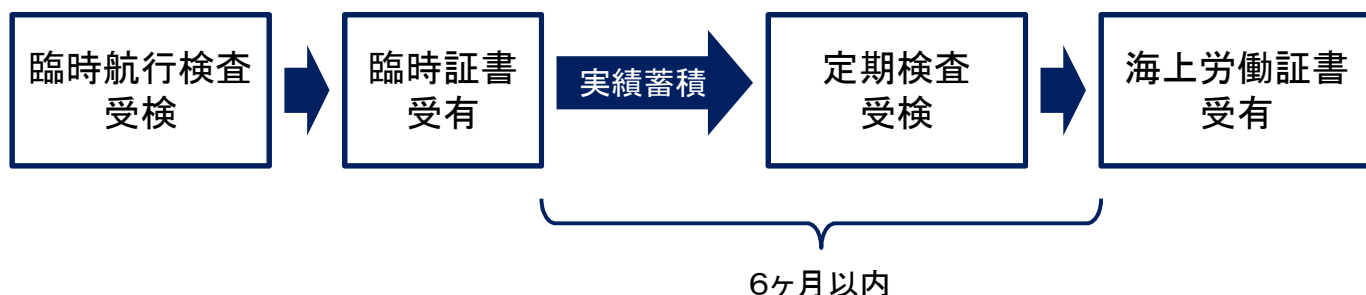 臨時航行検査
受検
臨時証書
受有
実績蓄積
定期検査
受検
海上労働証書
受有
6ヶ月以内